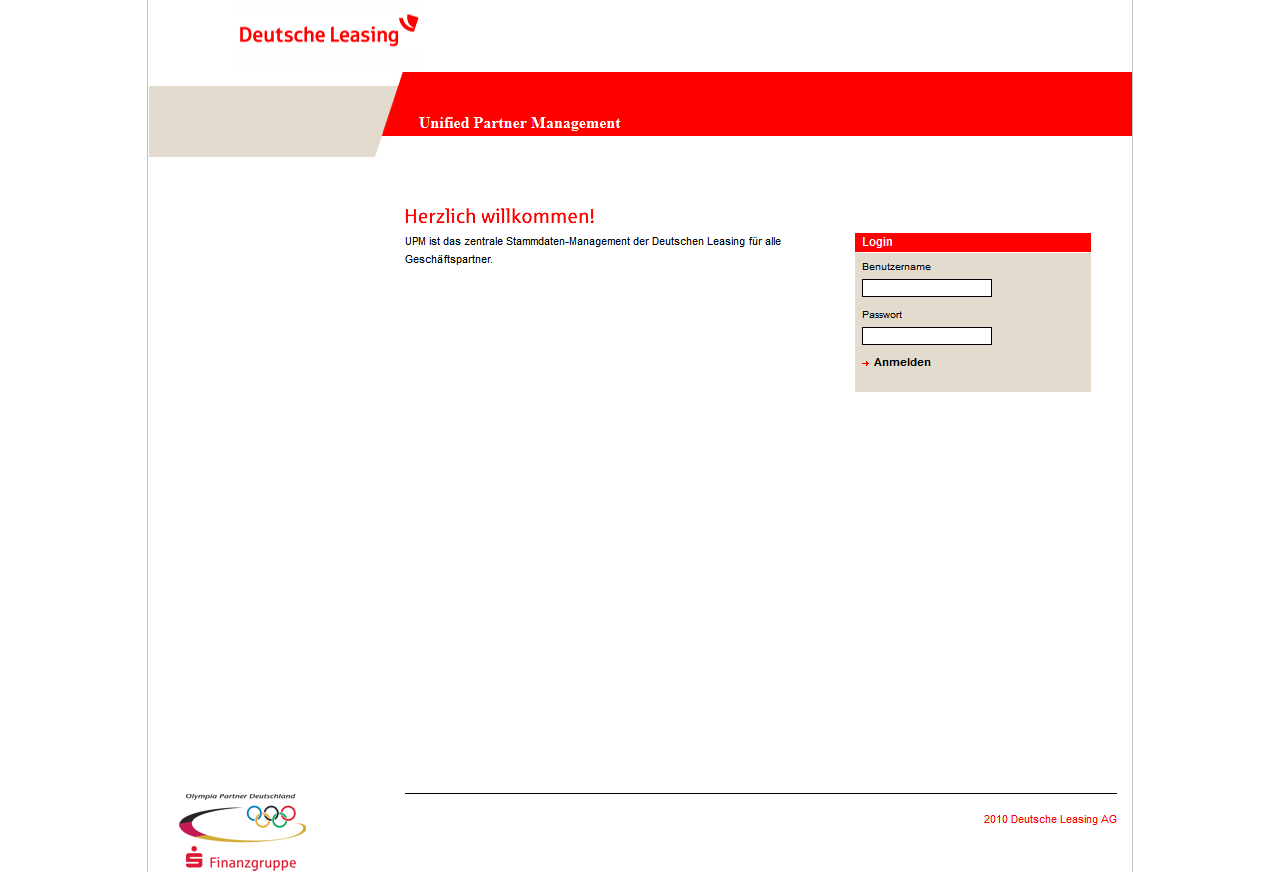 Deutsche Leasing
Unified Partner Management
Herzlich willkommen!
UPM ist das zentrale Stammdaten-Management der Deutschen Leasing für alle
Geschäftspartner.
Login
Benutzername
Passwort
Anmelden
Olympia Partner Deutschland
Finanzgruppe
2010 Deutsche Leasing AG